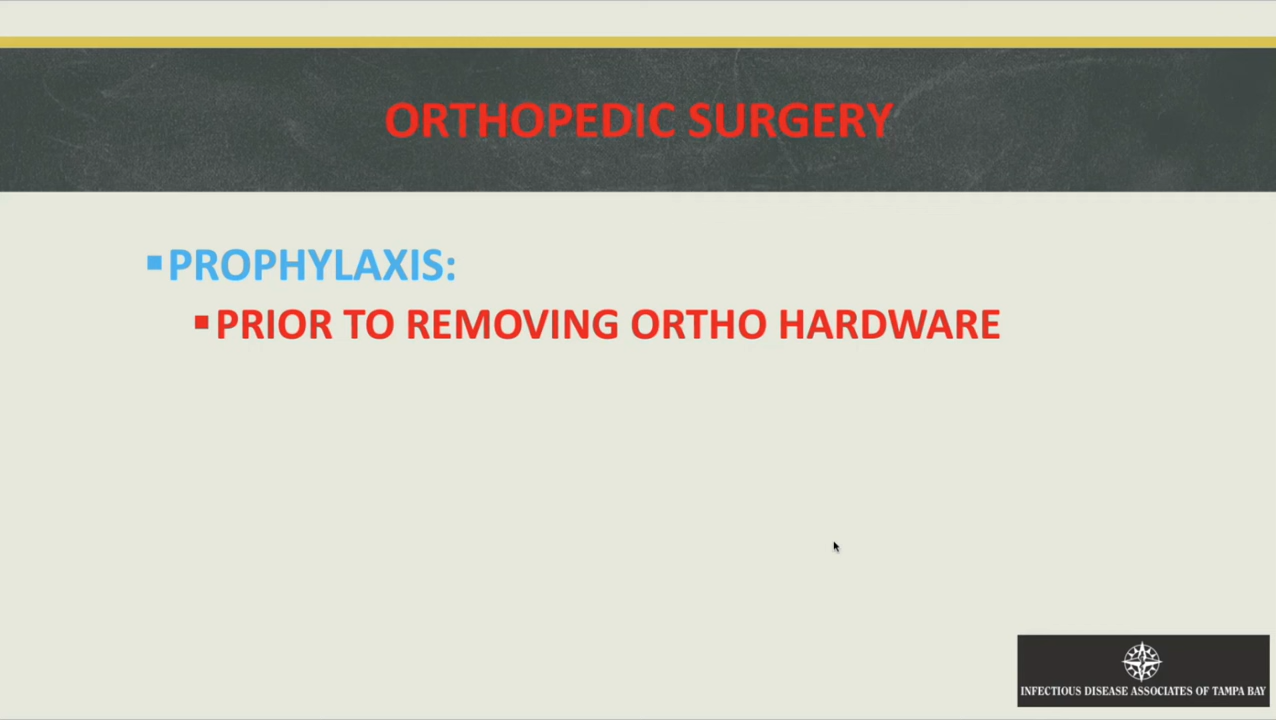 ORTHOPEDIC SURGERY
PROPHYLAXIS:
PRIOR TO REMOVING ORTHO HARDWARE
INFECTIOUS DISEASE ASSOCIATES OF TAMPA BAY